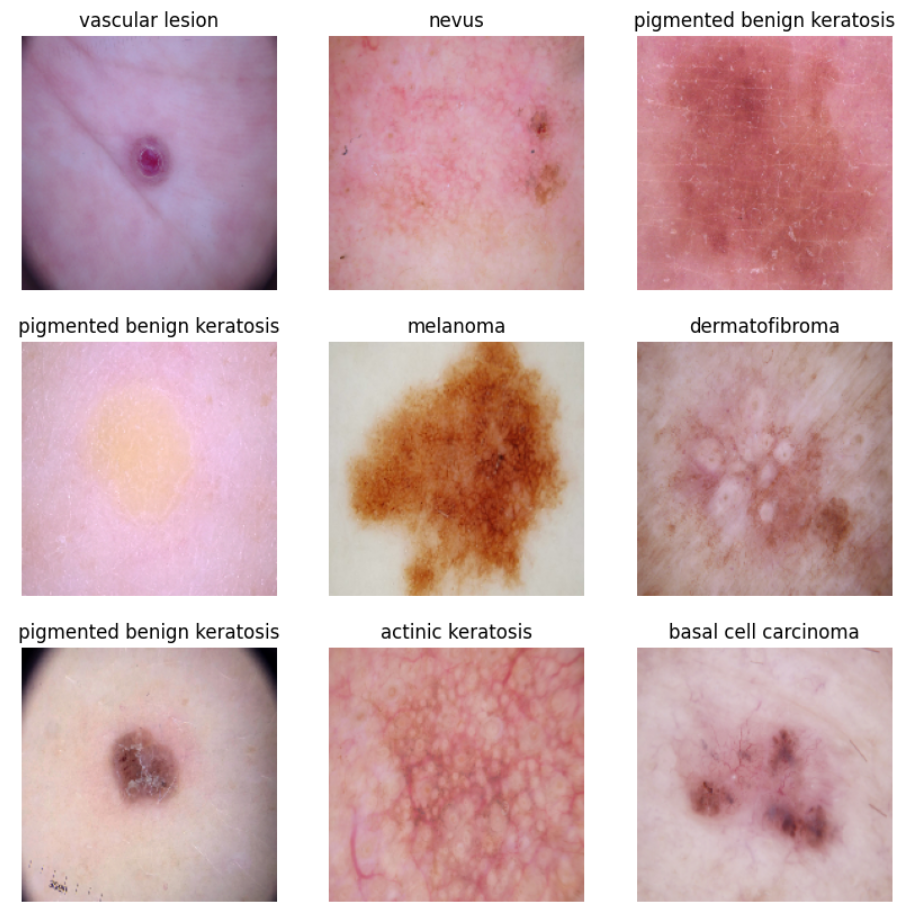 vascular lesion
nevus
pigmented benign keratosis
pigmented benign keratosis
melanoma
dermatofibroma
pigmented benign keratosis
actinic keratosis
basal cell carcinoma